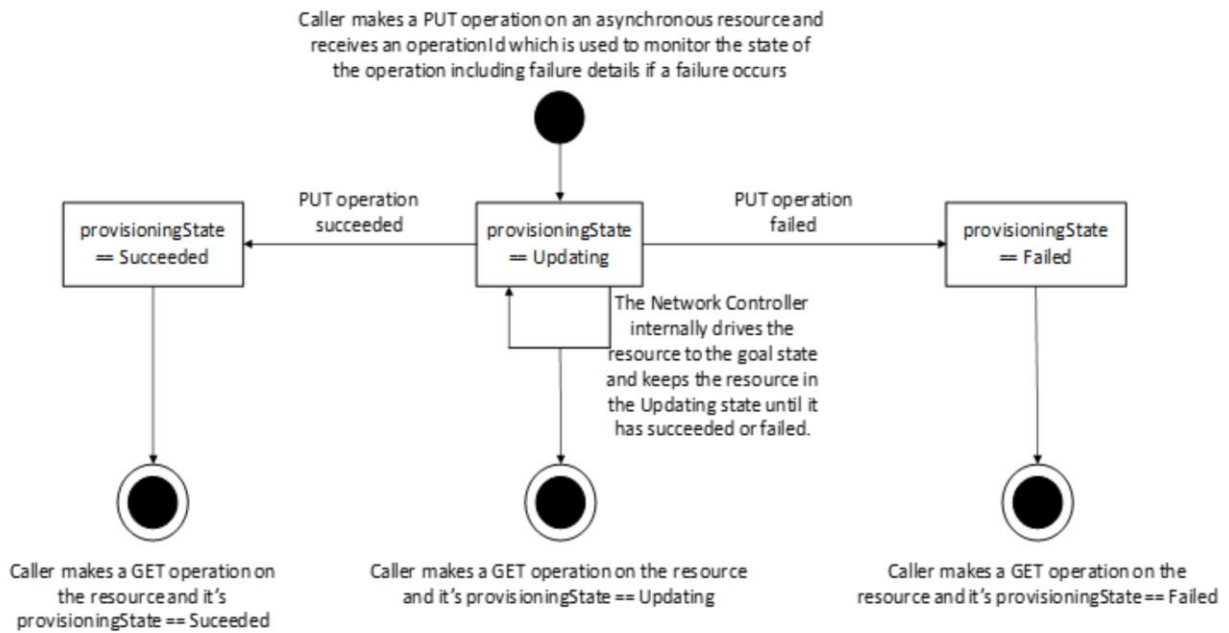 Caller makes a PUT operation on an asynchronous resource and
receives an operationId which is used to monitor the state of
the operation including failure details if a failure occurs
PUT operation
succeeded
PUT operation
failed
provisioningState
== Succeeded
provisioningState
== Updating
provisioningState
== Failed
The Network Controller
internally drives the
resource to the goal state
and keeps the resource in
the Updating state until it
has succeeded or failed.
Caller makes a GET operation on
the resource and it's
provisioningState == Suceeded
Caller makes a GET operation on the resource
and it's provisioningState == Updating
Caller makes a GET operation on the
resource and it's provisioningState == Failed